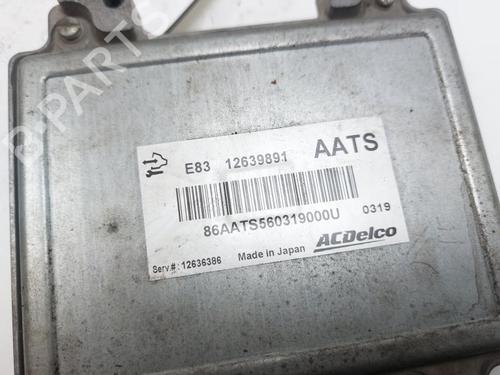 B-PARTS
E83 12639891 AATS
86AATS560319000U 0319
Serv.#: 12636386 Made in Japan ACDelco